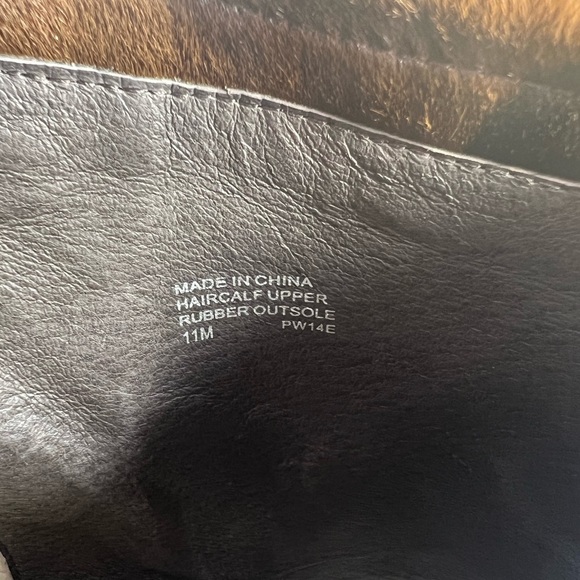 MADE IN CHINA
HAIRCALF UPPER
RUBBER OUTSOLE
11M PW14E